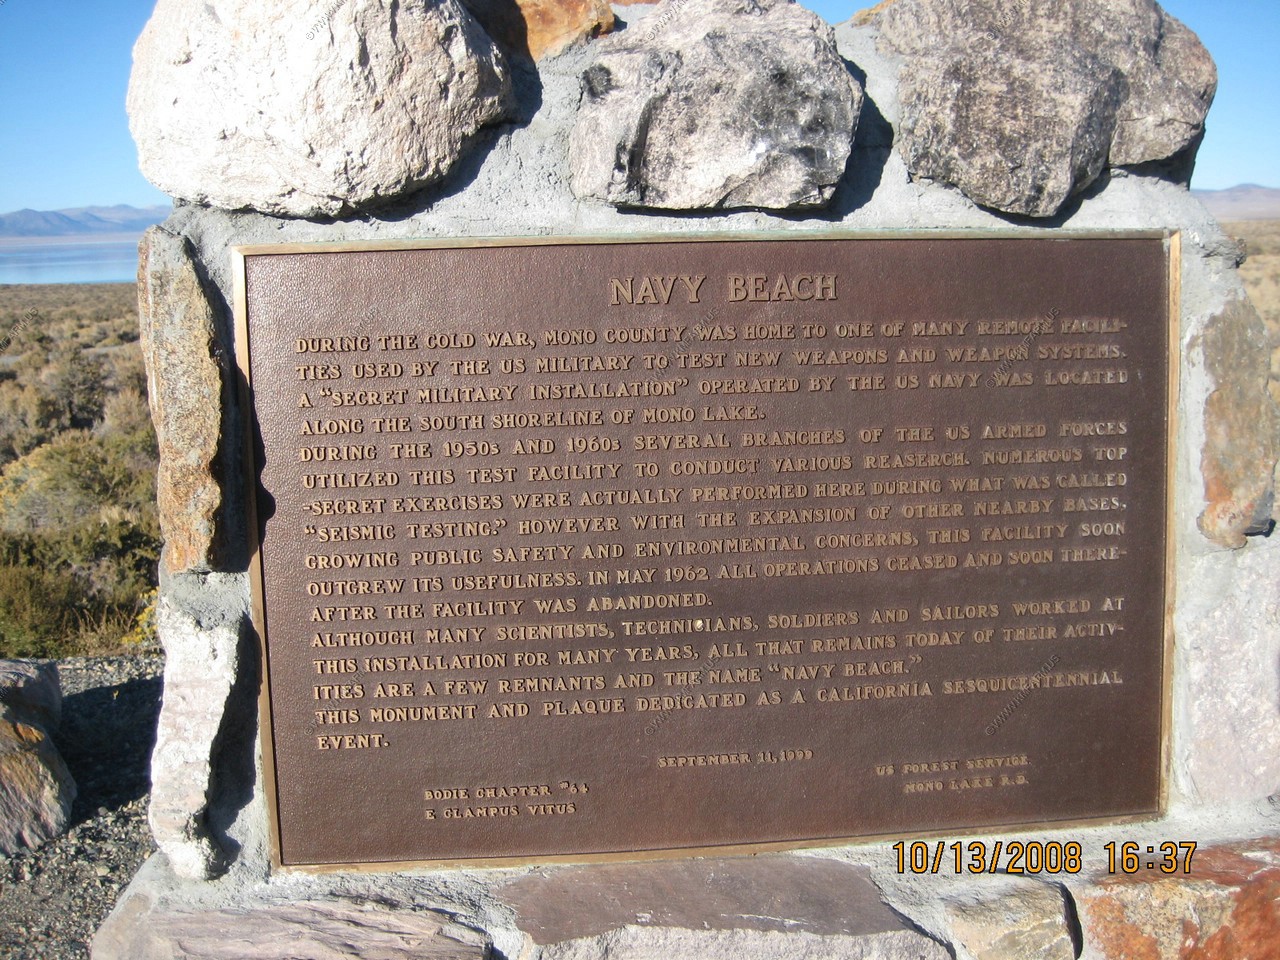 NAVY BEACH
DURING THE COLD WAR, MONO COUNTY WAS HOME TO ONE OF MANY REMOTE FACILI-
TIES USED BY THE US MILITARY TO TEST NEW WEAPONS AND WEAPON SYSTEMS.
A "SECRET MILITARY INSTALLATION" OPERATED BY THE US NAVY WAS LOCATED
ALONG THE SOUTH SHORELINE OF MONO LAKE.
DURING THE 1950s AND 1960s SEVERAL BRANCHES OF THE US ARMED FORCES
UTILIZED THIS TEST FACILITY TO CONDUCT VARIOUS REASERCH. NUMEROUS TOP
-SECRET EXERCISES WERE ACTUALLY PERFORMED HERE DURING WHAT WAS CALLED
"SEISMIC TESTING." HOWEVER WITH THE EXPANSION OF OTHER NEARBY BASES,
GROWING PUBLIC SAFETY AND ENVIRONMENTAL CONCERNS, THIS FACILITY SOON
OUTGREW ITS USEFULNESS. IN MAY 1962 ALL OPERATIONS CEASED AND SOON THERE-
AFTER THE FACILITY WAS ABANDONED.
ALTHOUGH MANY SCIENTISTS, TECHNICIANS, SOLDIERS AND SAILORS WORKED AT
THIS INSTALLATION FOR MANY YEARS, ALL THAT REMAINS TODAY OF THEIR ACTIV-
ITIES ARE A FEW REMNANTS AND THE NAME "NAVY BEACH."
THIS MONUMENT AND PLAQUE DEDICATED AS A CALIFORNIA SESQUICENTENNIAL
EVENT.
SEPTEMBER 11, 1999
BODIE CHAPTER #64
E CLAMPUS VITUS
US FOREST SERVICE
MONO LAKE R.D.
10/13/2008 16:37